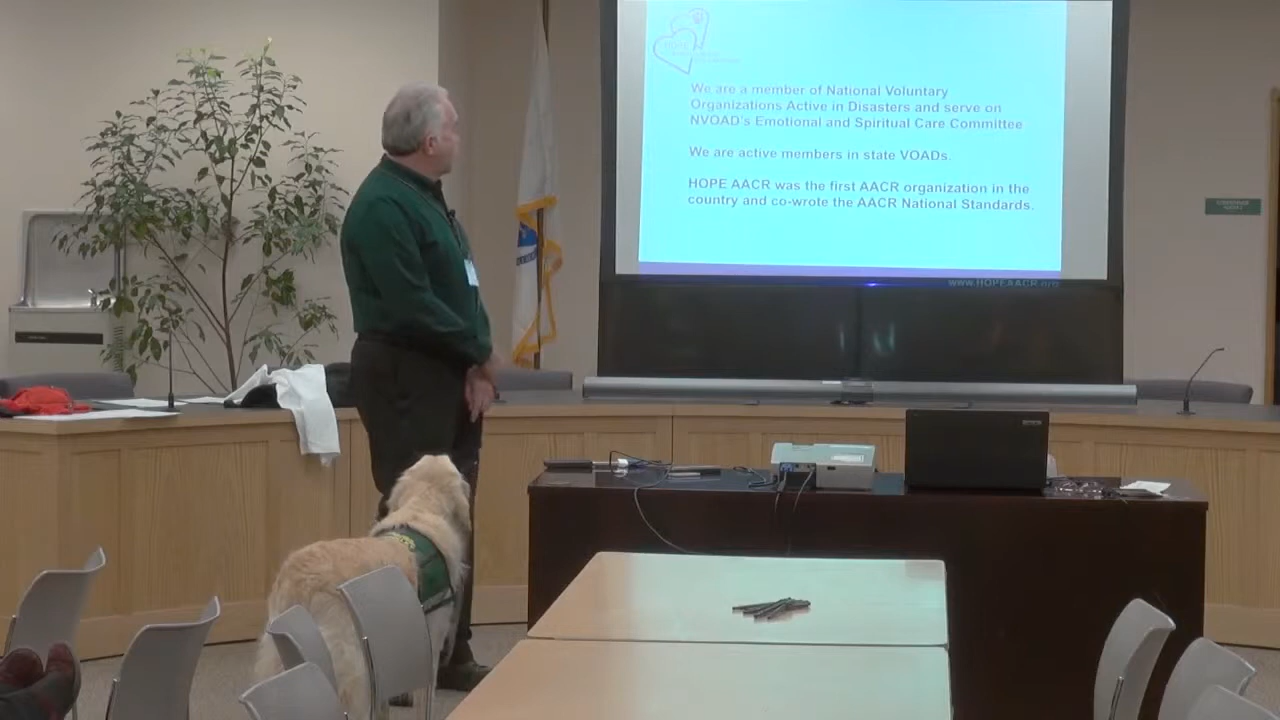 HOPE
We are a member of National Voluntary
Organizations Active in Disasters and serve on
NVOAD's Emotional and Spiritual Care Committee
We are active members in state VOADs.
HOPE AACR was the first AACR organization in the
country and co-wrote the AACR National Standards.
www.HOPEAACR.org